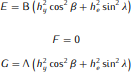 E = B(h_g^2 cos^2 β + h_e^2 sin^2 λ)
F = 0
G = Λ(h_g^2 cos^2 β + h_e^2 sin^2 λ)